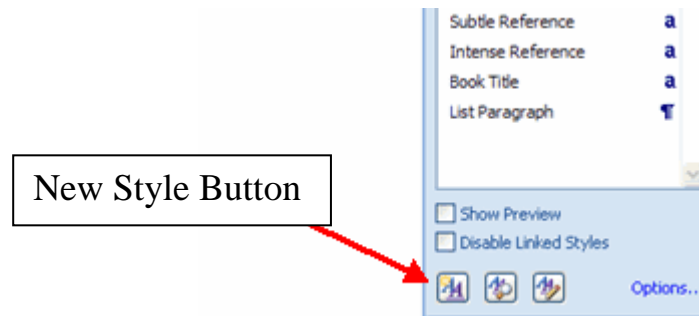 Subtle Reference a
Intense Reference a
Book Title a
List Paragraph ¶
New Style Button
Show Preview
Disable Linked Styles
Options..